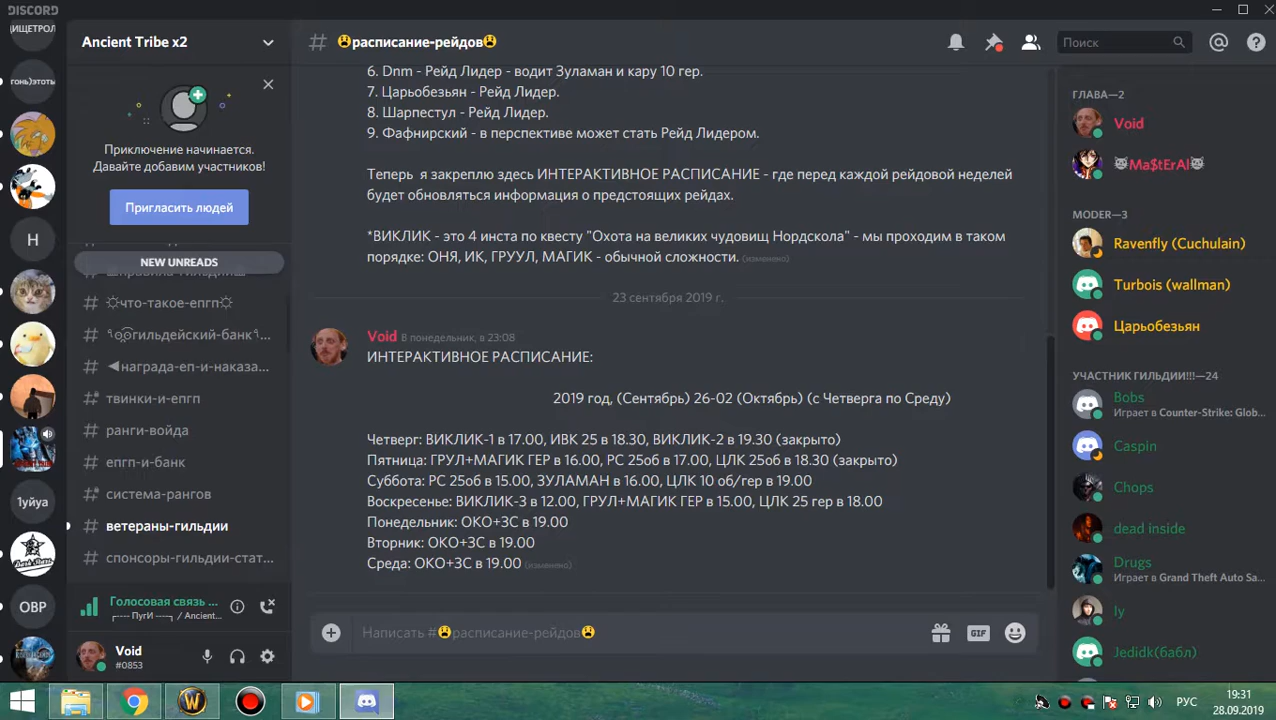 DISCORD
ДИЩЕТРОЛ
гонь)этоты
Н
1уйуа
ОВР
Ancient Tribe x2
Приключение начинается.
Давайте добавим участников!
Пригласить людей
NEW UNREADS
# ☼что-такое-епгп☼
гильдейский-банк
# ◄награда-еп-и-наказа...
# твинки-и-епгп
# ранги-войда
# епгп-и-банк
# система-рангов
# ветераны-гильдии
# спонсоры-гильдии-стат...
Голосовая связь ...
ПугИ / Ancient...
Void
#0853
# 😩расписание-рейдов😩
Поиск
6. Dnm - Рейд Лидер - водит Зуламан и кару 10 гер.
7. Царьобезьян - Рейд Лидер.
8. Шарпестул - Рейд Лидер.
9. Фафнирский - в перспективе может стать Рейд Лидером.
Теперь я закреплю здесь ИНТЕРАКТИВНОЕ РАСПИСАНИЕ - где перед каждой рейдовой неделей
будет обновляться информация о предстоящих рейдах.
*ВИКЛИК - это 4 инста по квесту "Охота на великих чудовищ Нордскола" - мы проходим в таком
порядке: ОНЯ, ИК, ГРУУЛ, МАГИК - обычной сложности. (изменено)
23 сентября 2019 г.
Void В понедельник, в 23:08
ИНТЕРАКТИВНОЕ РАСПИСАНИЕ:
2019 год, (Сентябрь) 26-02 (Октябрь) (с Четверга по Среду)
Четверг: ВИКЛИК-1 в 17.00, ИВК 25 в 18.30, ВИКЛИК-2 в 19.30 (закрыто)
Пятница: ГРУЛ+МАГИК ГЕР в 16.00, РС 25об в 17.00, ЦЛК 25об в 18.30 (закрыто)
Суббота: РС 25об в 15.00, ЗУЛАМАН в 16.00, ЦЛК 10 об/гер в 19.00
Воскресенье: ВИКЛИК-3 в 12.00, ГРУЛ+МАГИК ГЕР в 15.00, ЦЛК 25 гер в 18.00
Понедельник: ОКО+ЗС в 19.00
Вторник: ОКО+ЗС в 19.00
Среда: ОКО+ЗС в 19.00 (изменено)
Написать #😩расписание-рейдов😩
GIF
ГЛАВА—2
Void
Ma$tErAl
MODER—3
Ravenfly (Cuchulain)
Turbois (wallman)
Царьобезьян
УЧАСТНИК ГИЛЬДИИ!!!—24
Bobs
Играет в Counter-Strike: Glob...
Caspin
Chops
dead inside
Drugs
Играет в Grand Theft Auto Sa...
Jedidk(бабл)
РУС
19:31
28.09.2019